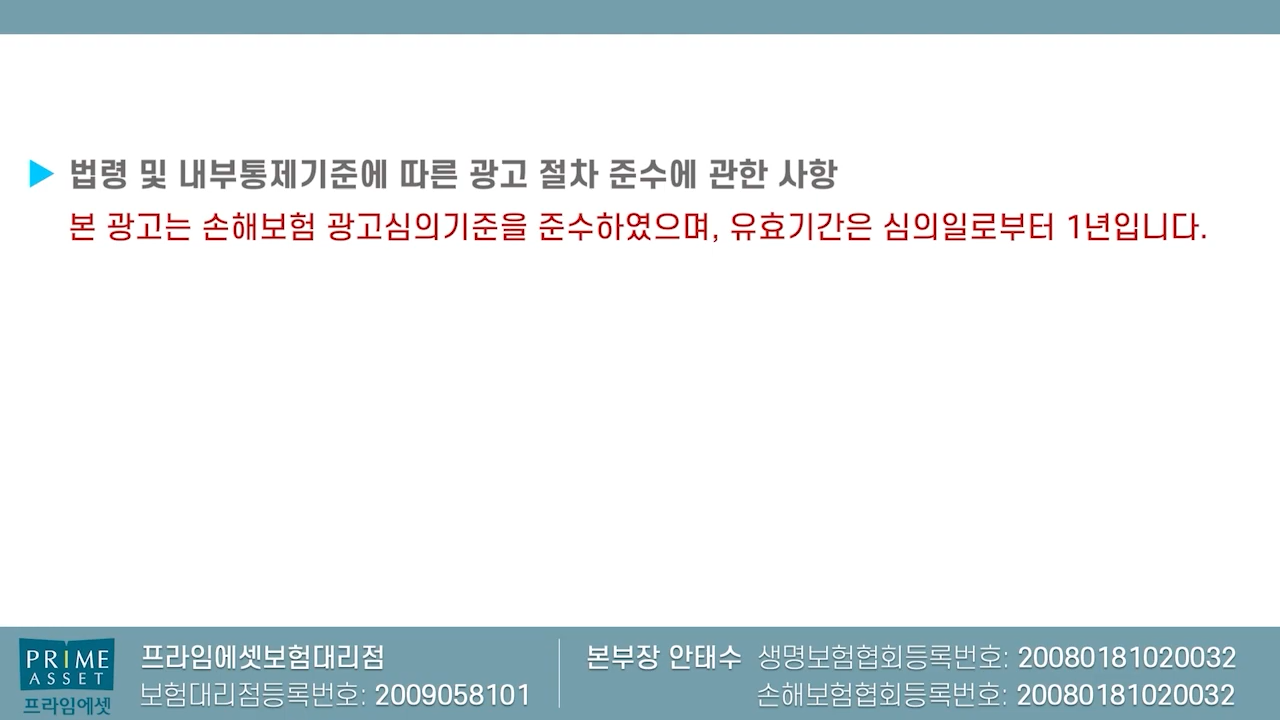 ▶ 법령 및 내부통제기준에 따른 광고 절차 준수에 관한 사항
본 광고는 손해보험 광고심의기준을 준수하였으며, 유효기간은 심의일로부터 1년입니다.
PRIME
ASSET
프라임에셋
프라임에셋보험대리점
보험대리점등록번호: 2009058101
본부장 안태수 생명보험협회등록번호: 20080181020032
손해보험협회등록번호: 20080181020032